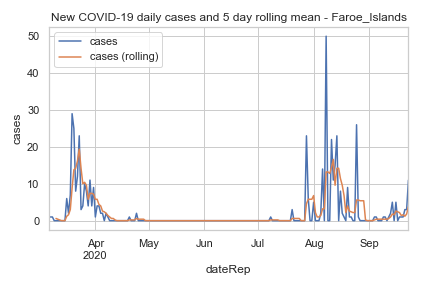 New COVID-19 daily cases and 5 day rolling mean - Faroe_Islands
cases
cases (rolling)
50
40
30
20
10
0
cases
Apr
2020
May
Jun
Jul
Aug
Sep
dateRep